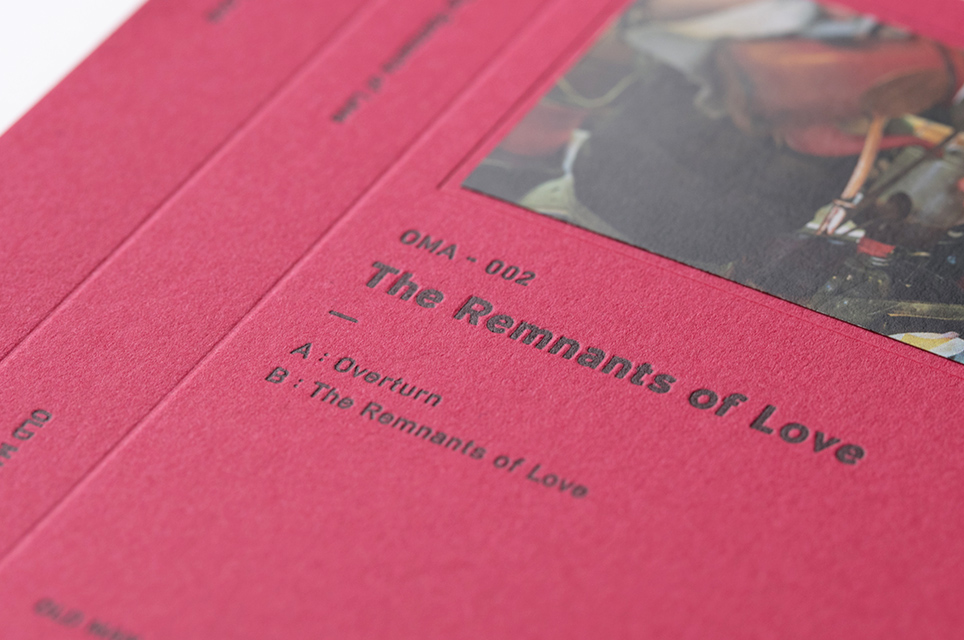 OMA - 002
The Remnants of Love
—
A : Overturn
B : The Remnants of Love